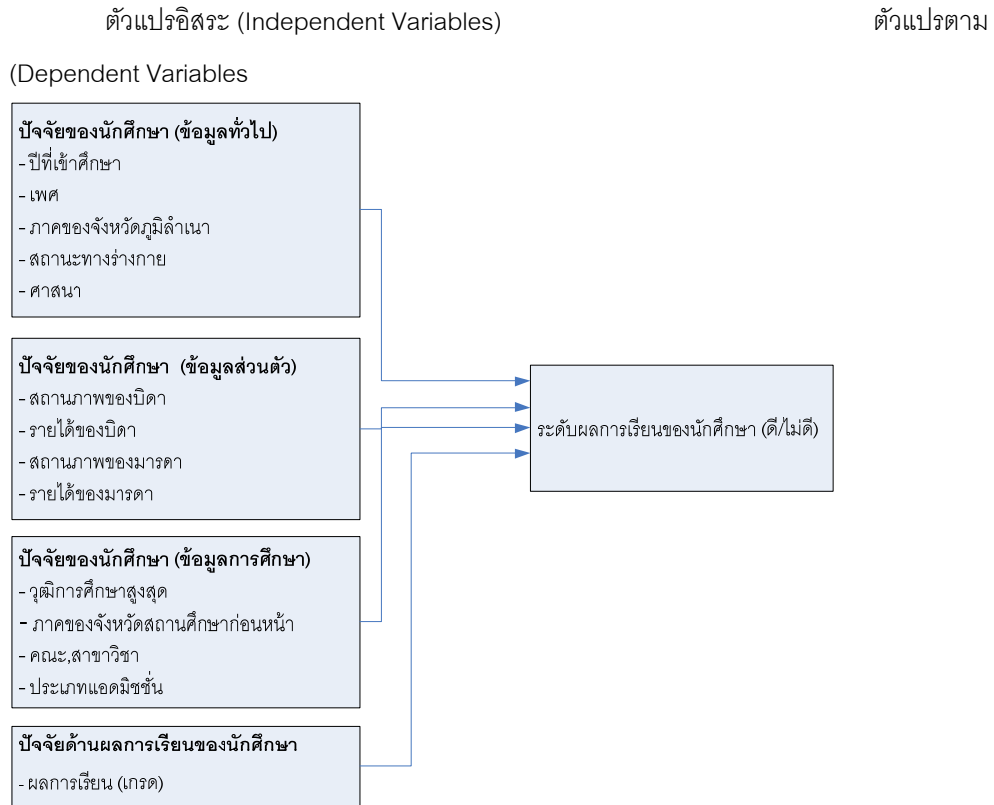 ตัวแปรอิสระ (Independent Variables) ตัวแปรตาม
(Dependent Variables
ปัจจัยของนักศึกษา (ข้อมูลทั่วไป)
- ปีที่เข้าศึกษา
- เพศ
- ภาคของจังหวัดภูมิลำเนา
- สถานะทางร่างกาย
- ศาสนา
ปัจจัยของนักศึกษา (ข้อมูลส่วนตัว)
- สถานภาพของบิดา
- รายได้ของบิดา
- สถานภาพของมารดา
- รายได้ของมารดา
ระดับผลการเรียนของนักศึกษา (ดี/ไม่ดี)
ปัจจัยของนักศึกษา (ข้อมูลการศึกษา)
- วุฒิการศึกษาสูงสุด
- ภาคของจังหวัดสถานศึกษาก่อนหน้า
- คณะ,สาขาวิชา
- ประเภทแอดมิชชั่น
ปัจจัยด้านผลการเรียนของนักศึกษา
- ผลการเรียน (เกรด)